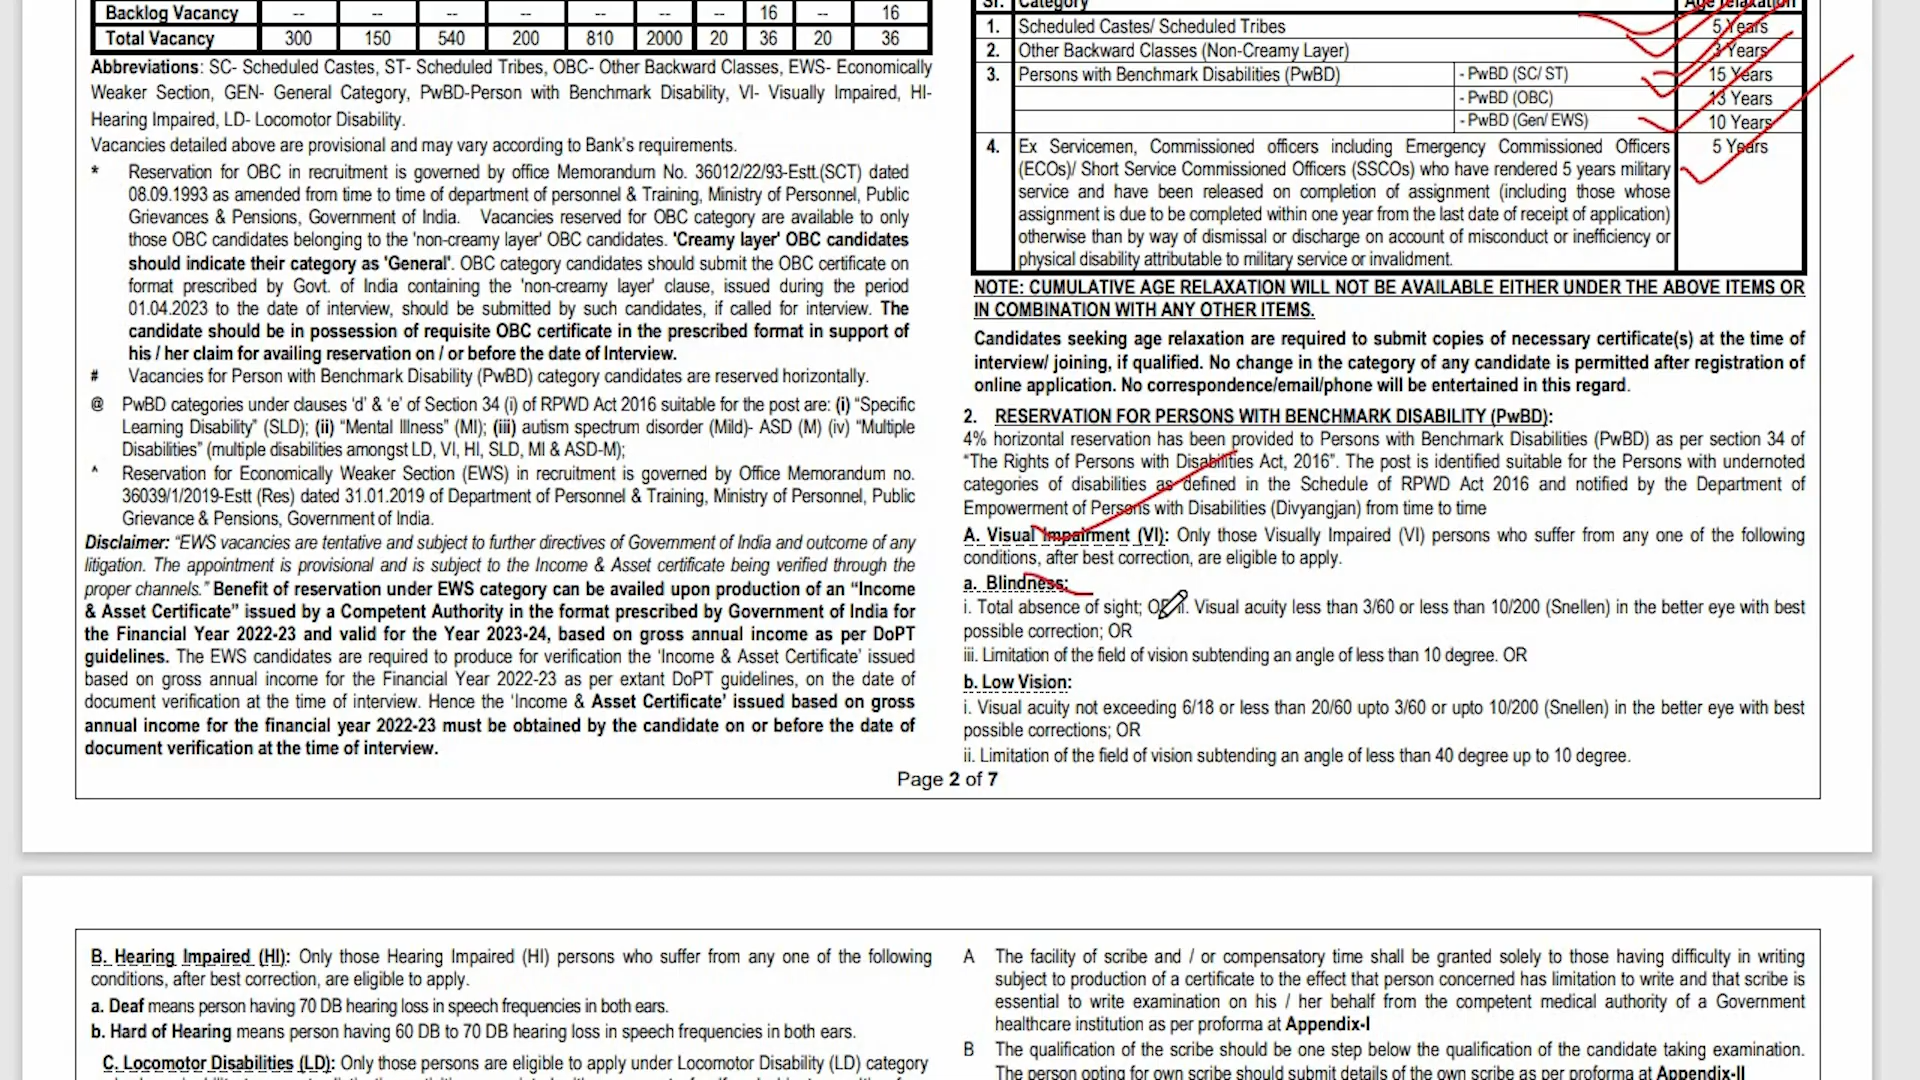 Backlog Vacancy -- -- -- -- -- -- -- 16 -- 16
Total Vacancy 300 150 540 200 810 2000 20 36 20 36
Abbreviations: SC- Scheduled Castes, ST- Scheduled Tribes, OBC- Other Backward Classes, EWS- Economically
Weaker Section, GEN- General Category, PwBD-Person with Benchmark Disability, VI- Visually Impaired, HI-
Hearing Impaired, LD- Locomotor Disability.
Vacancies detailed above are provisional and may vary according to Bank's requirements.
* Reservation for OBC in recruitment is governed by office Memorandum No. 36012/22/93-Estt.(SCT) dated
08.09.1993 as amended from time to time of department of personnel & Training, Ministry of Personnel, Public
Grievances & Pensions, Government of India. Vacancies reserved for OBC category are available to only
those OBC candidates belonging to the 'non-creamy layer' OBC candidates. 'Creamy layer' OBC candidates
should indicate their category as 'General'. OBC category candidates should submit the OBC certificate on
format prescribed by Govt. of India containing the 'non-creamy layer' clause, issued during the period
01.04.2023 to the date of interview, should be submitted by such candidates, if called for interview. The
candidate should be in possession of requisite OBC certificate in the prescribed format in support of
his / her claim for availing reservation on / or before the date of Interview.
# Vacancies for Person with Benchmark Disability (PwBD) category candidates are reserved horizontally.
@ PwBD categories under clauses 'd' & 'e' of Section 34 (i) of RPWD Act 2016 suitable for the post are: (i) "Specific
Learning Disability" (SLD); (ii) "Mental Illness" (MI); (iii) autism spectrum disorder (Mild)- ASD (M) (iv) "Multiple
Disabilities" (multiple disabilities amongst LD, VI, HI, SLD, MI & ASD-M);
^ Reservation for Economically Weaker Section (EWS) in recruitment is governed by Office Memorandum no.
36039/1/2019-Estt (Res) dated 31.01.2019 of Department of Personnel & Training, Ministry of Personnel, Public
Grievance & Pensions, Government of India.
Disclaimer: "EWS vacancies are tentative and subject to further directives of Government of India and outcome of any
litigation. The appointment is provisional and is subject to the Income & Asset certificate being verified through the
proper channels." Benefit of reservation under EWS category can be availed upon production of an "Income
& Asset Certificate" issued by a Competent Authority in the format prescribed by Government of India for
the Financial Year 2022-23 and valid for the Year 2023-24, based on gross annual income as per DoPT
guidelines. The EWS candidates are required to produce for verification the 'Income & Asset Certificate' issued
based on gross annual income for the Financial Year 2022-23 as per extant DoPT guidelines, on the date of
document verification at the time of interview. Hence the 'Income & Asset Certificate' issued based on gross
annual income for the financial year 2022-23 must be obtained by the candidate on or before the date of
document verification at the time of interview.
Sr. Category Age relaxation
1. Scheduled Castes/ Scheduled Tribes 5 Years
2. Other Backward Classes (Non-Creamy Layer) 3 Years
3. Persons with Benchmark Disabilities (PwBD) - PwBD (SC/ ST) 15 Years
- PwBD (OBC) 13 Years
- PwBD (Gen/ EWS) 10 Years
4. Ex Servicemen, Commissioned officers including Emergency Commissioned Officers 5 Years
(ECOs)/ Short Service Commissioned Officers (SSCOs) who have rendered 5 years military
service and have been released on completion of assignment (including those whose
assignment is due to be completed within one year from the last date of receipt of application)
otherwise than by way of dismissal or discharge on account of misconduct or inefficiency or
physical disability attributable to military service or invalidment.
NOTE: CUMULATIVE AGE RELAXATION WILL NOT BE AVAILABLE EITHER UNDER THE ABOVE ITEMS OR
IN COMBINATION WITH ANY OTHER ITEMS.
Candidates seeking age relaxation are required to submit copies of necessary certificate(s) at the time of
interview/ joining, if qualified. No change in the category of any candidate is permitted after registration of
online application. No correspondence/email/phone will be entertained in this regard.
2. RESERVATION FOR PERSONS WITH BENCHMARK DISABILITY (PwBD):
4% horizontal reservation has been provided to Persons with Benchmark Disabilities (PwBD) as per section 34 of
"The Rights of Persons with Disabilities Act, 2016". The post is identified suitable for the Persons with undernoted
categories of disabilities as defined in the Schedule of RPWD Act 2016 and notified by the Department of
Empowerment of Persons with Disabilities (Divyangjan) from time to time
A. Visual Impairment (VI): Only those Visually Impaired (VI) persons who suffer from any one of the following
conditions, after best correction, are eligible to apply.
a. Blindness:
i. Total absence of sight; OR ii. Visual acuity less than 3/60 or less than 10/200 (Snellen) in the better eye with best
possible correction; OR
iii. Limitation of the field of vision subtending an angle of less than 10 degree. OR
b. Low Vision:
i. Visual acuity not exceeding 6/18 or less than 20/60 upto 3/60 or upto 10/200 (Snellen) in the better eye with best
possible corrections; OR
ii. Limitation of the field of vision subtending an angle of less than 40 degree up to 10 degree.
Page 2 of 7
B. Hearing Impaired (HI): Only those Hearing Impaired (HI) persons who suffer from any one of the following
conditions, after best correction, are eligible to apply.
a. Deaf means person having 70 DB hearing loss in speech frequencies in both ears.
b. Hard of Hearing means person having 60 DB to 70 DB hearing loss in speech frequencies in both ears.
C. Locomotor Disabilities (LD): Only those persons are eligible to apply under Locomotor Disability (LD) category
A The facility of scribe and / or compensatory time shall be granted solely to those having difficulty in writing
subject to production of a certificate to the effect that person concerned has limitation to write and that scribe is
essential to write examination on his / her behalf from the competent medical authority of a Government
healthcare institution as per proforma at Appendix-I
B The qualification of the scribe should be one step below the qualification of the candidate taking examination.
The person opting for own scribe should submit details of the own scribe as per proforma at Appendix-II